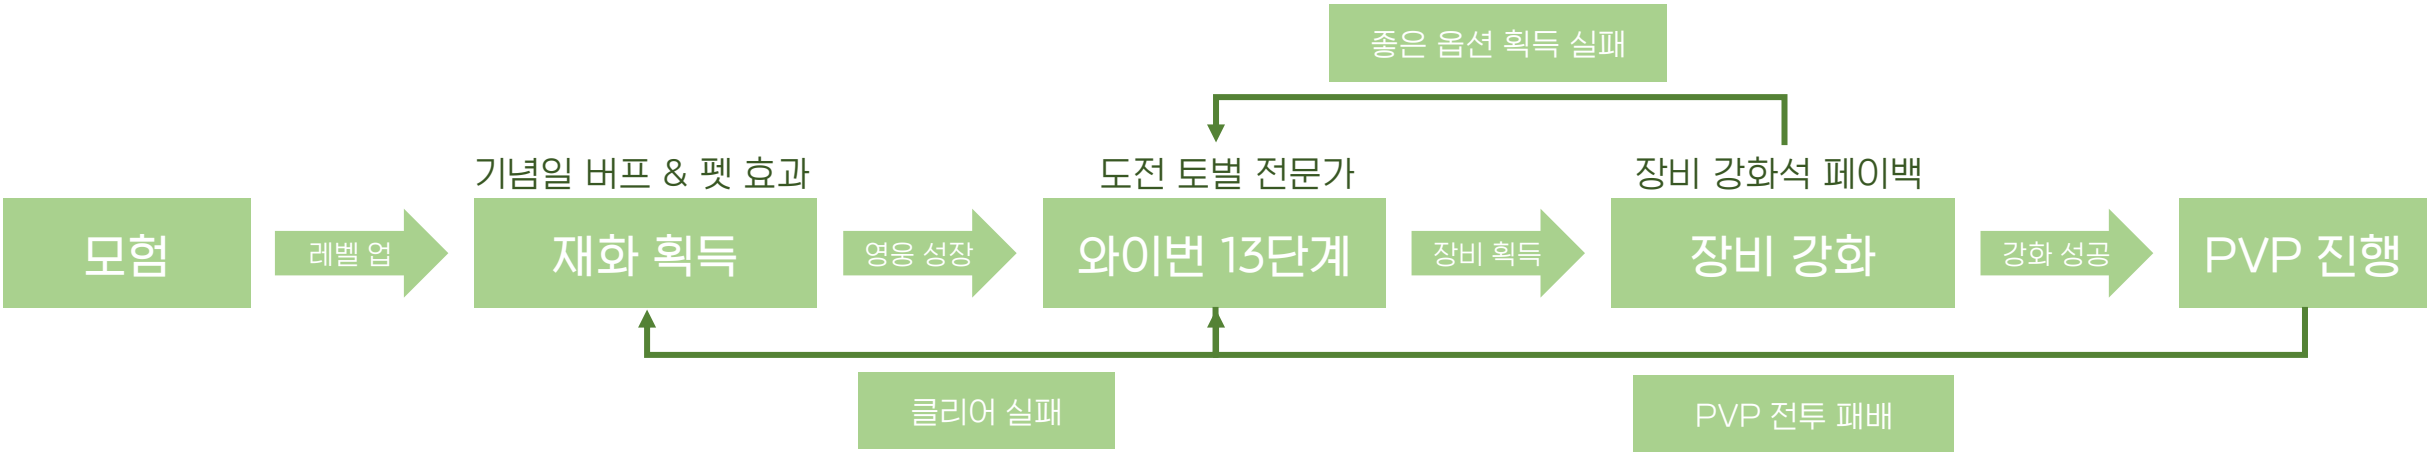 좋은 옵션 획득 실패
기념일 버프 & 펫 효과
도전 토벌 전문가
장비 강화석 페이백
모험
레벨 업
재화 획득
영웅 성장
와이번 13단계
장비 획득
장비 강화
강화 성공
PVP 진행
클리어 실패
PVP 전투 패배